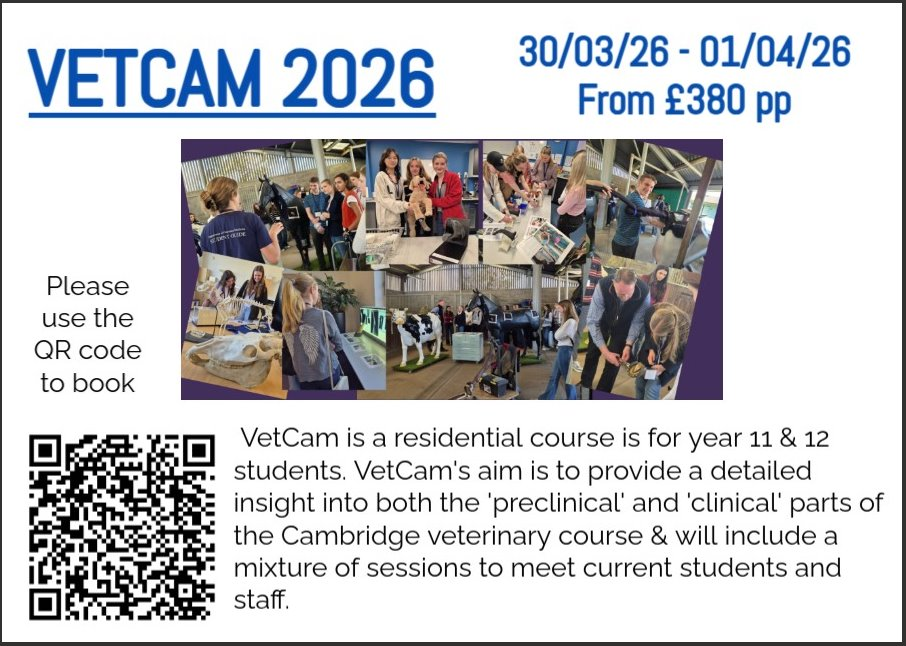 VETCAM 2026
30/03/26 - 01/04/26
From £380 pp
STUDENT GUIDE
Please
use the
QR code
to book
VetCam is a residential course is for year 11 & 12
students. VetCam's aim is to provide a detailed
insight into both the 'preclinical' and 'clinical' parts of
the Cambridge veterinary course & will include a
mixture of sessions to meet current students and
staff.